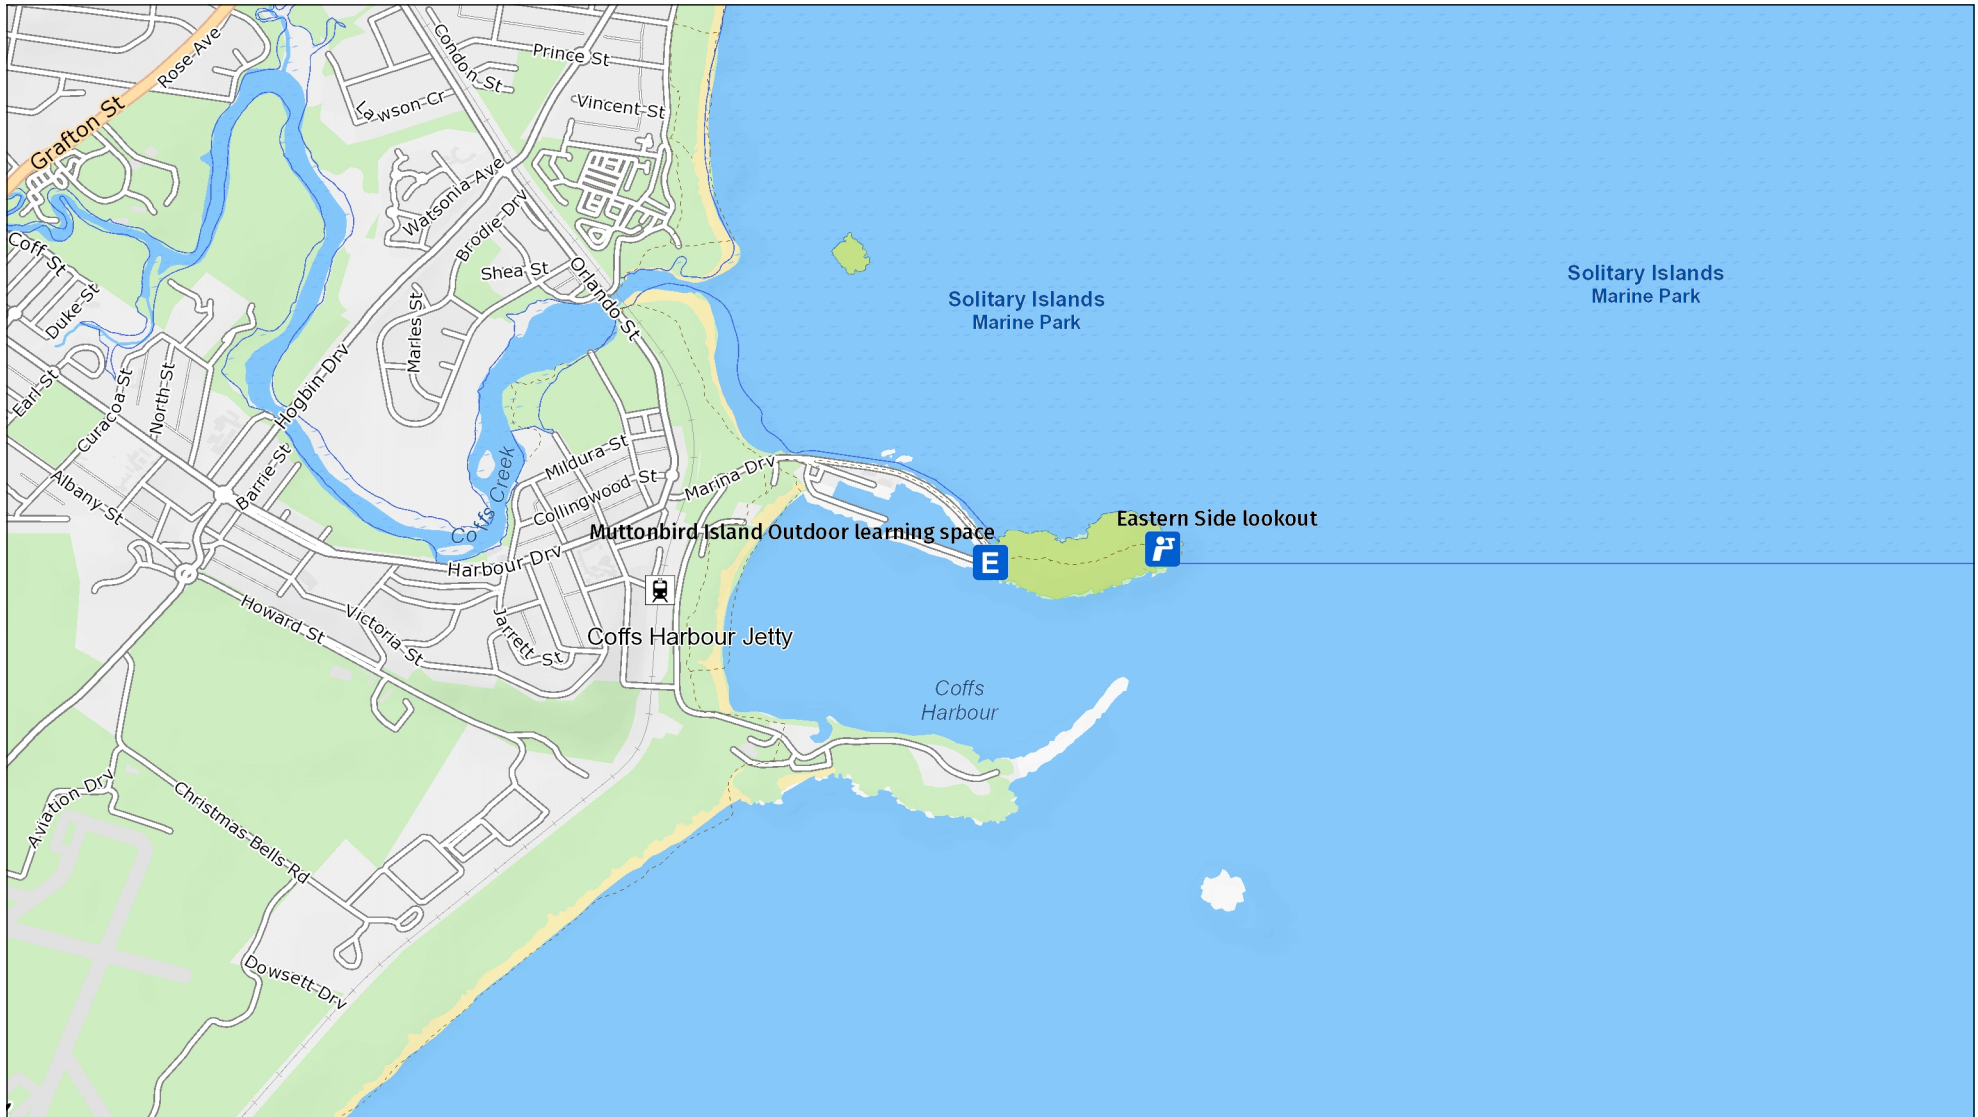 Rose Ave
Grafton St
Condon St
Prince St
Lawson Cr
Vincent St
Watsonia Ave
Brodie Drv
Shea St
Orlando St
Coff St
Duke St
Marles St
Solitary Islands
Marine Park
Solitary Islands
Marine Park
Earl St
Curacoa St
North St
Hogbin Drv
Albany St
Barrie St
Coffs Creek
Mildura St
Collingwood St
Marina Drv
Muttonbird Island Outdoor learning space
Eastern Side lookout
E
Harbour Drv
Howard St
Victoria St
Jarrett St
Coffs Harbour Jetty
Coffs
Harbour
Aviation Drv
Christmas Bells Rd
Dowsett Drv